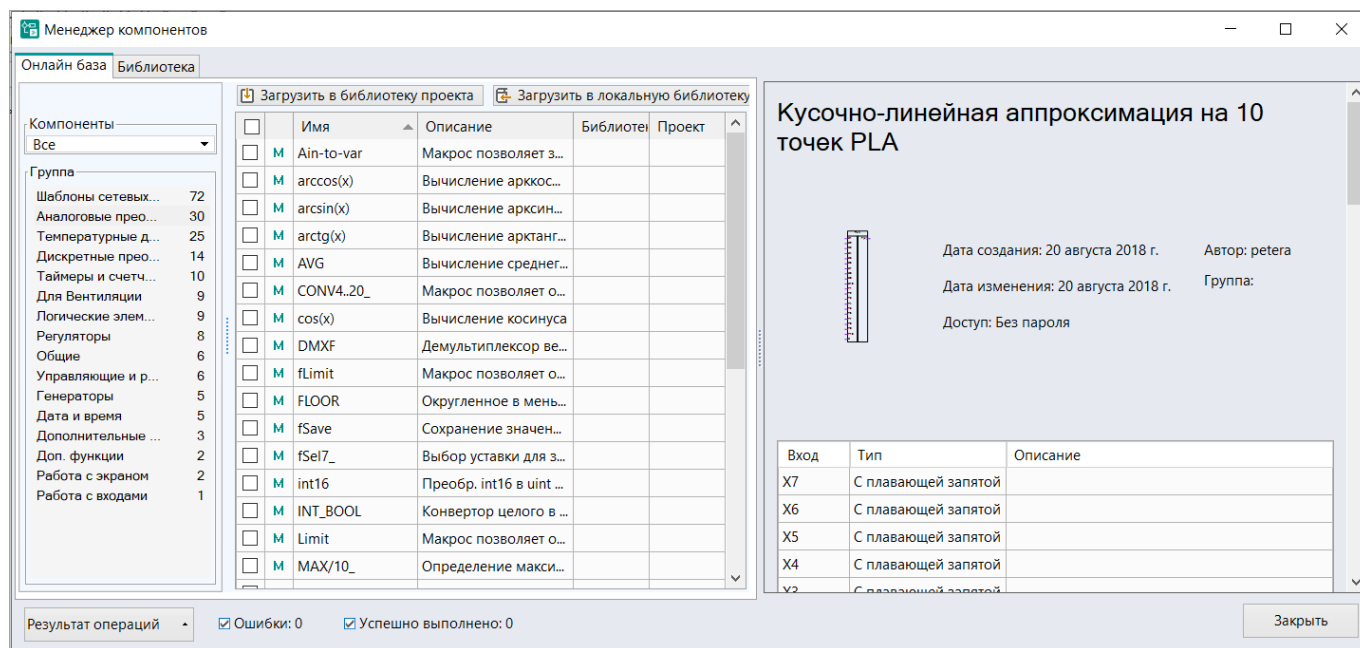 Менеджер компонентов
Онлайн база Библиотека
Компоненты
Все
Группа
Шаблоны сетевых... 72
Аналоговые прео... 30
Температурные д... 25
Дискретные прео... 14
Таймеры и счетч... 10
Для Вентиляции 9
Логические элем... 9
Регуляторы 8
Общие 6
Управляющие и р... 6
Генераторы 5
Дата и время 5
Дополнительные ... 3
Доп. функции 2
Работа с экраном 2
Работа с входами 1
Загрузить в библиотеку проекта Загрузить в локальную библиотеку
Имя Описание Библиотек Проект
M Ain-to-var Макрос позволяет з...
M arccos(x) Вычисление арккос...
M arcsin(x) Вычисление арксин...
M arctg(x) Вычисление арктанг...
M AVG Вычисление среднег...
M CONV4..20_ Макрос позволяет о...
M cos(x) Вычисление косинуса
M DMXF Демультиплексор ве...
M fLimit Макрос позволяет о...
M FLOOR Округленное в мень...
M fSave Сохранение значен...
M fSel7_ Выбор уставки для з...
M int16 Преобр. int16 в uint ...
M INT_BOOL Конвертор целого в ...
M Limit Макрос позволяет о...
M MAX/10_ Определение макси...
Кусочно-линейная аппроксимация на 10
точек PLA
Дата создания: 20 августа 2018 г. Автор: petera
Дата изменения: 20 августа 2018 г. Группа:
Доступ: Без пароля
Вход Тип Описание
X7 С плавающей запятой
X6 С плавающей запятой
X5 С плавающей запятой
X4 С плавающей запятой
X3 С плавающей запятой
Результат операций Ошибки: 0 Успешно выполнено: 0 Закрыть